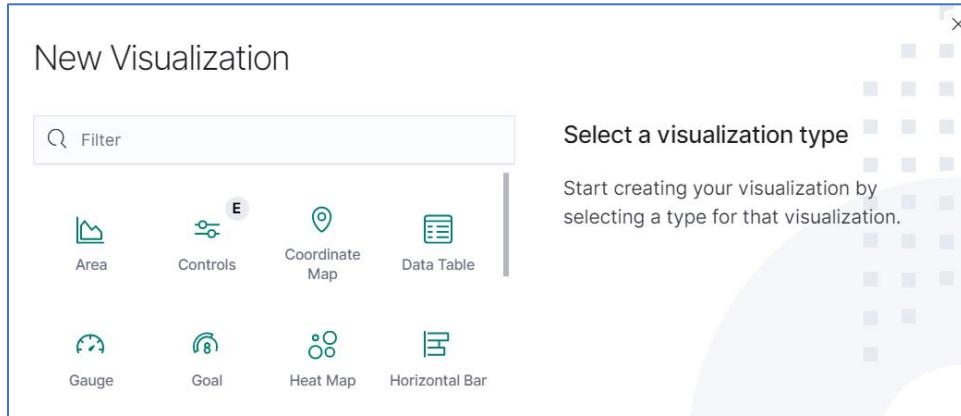 New Visualization
Filter
Select a visualization type
Start creating your visualization by
selecting a type for that visualization.
E
Area
Controls
Coordinate
Map
Data Table
8
Gauge
Goal
Heat Map
Horizontal Bar